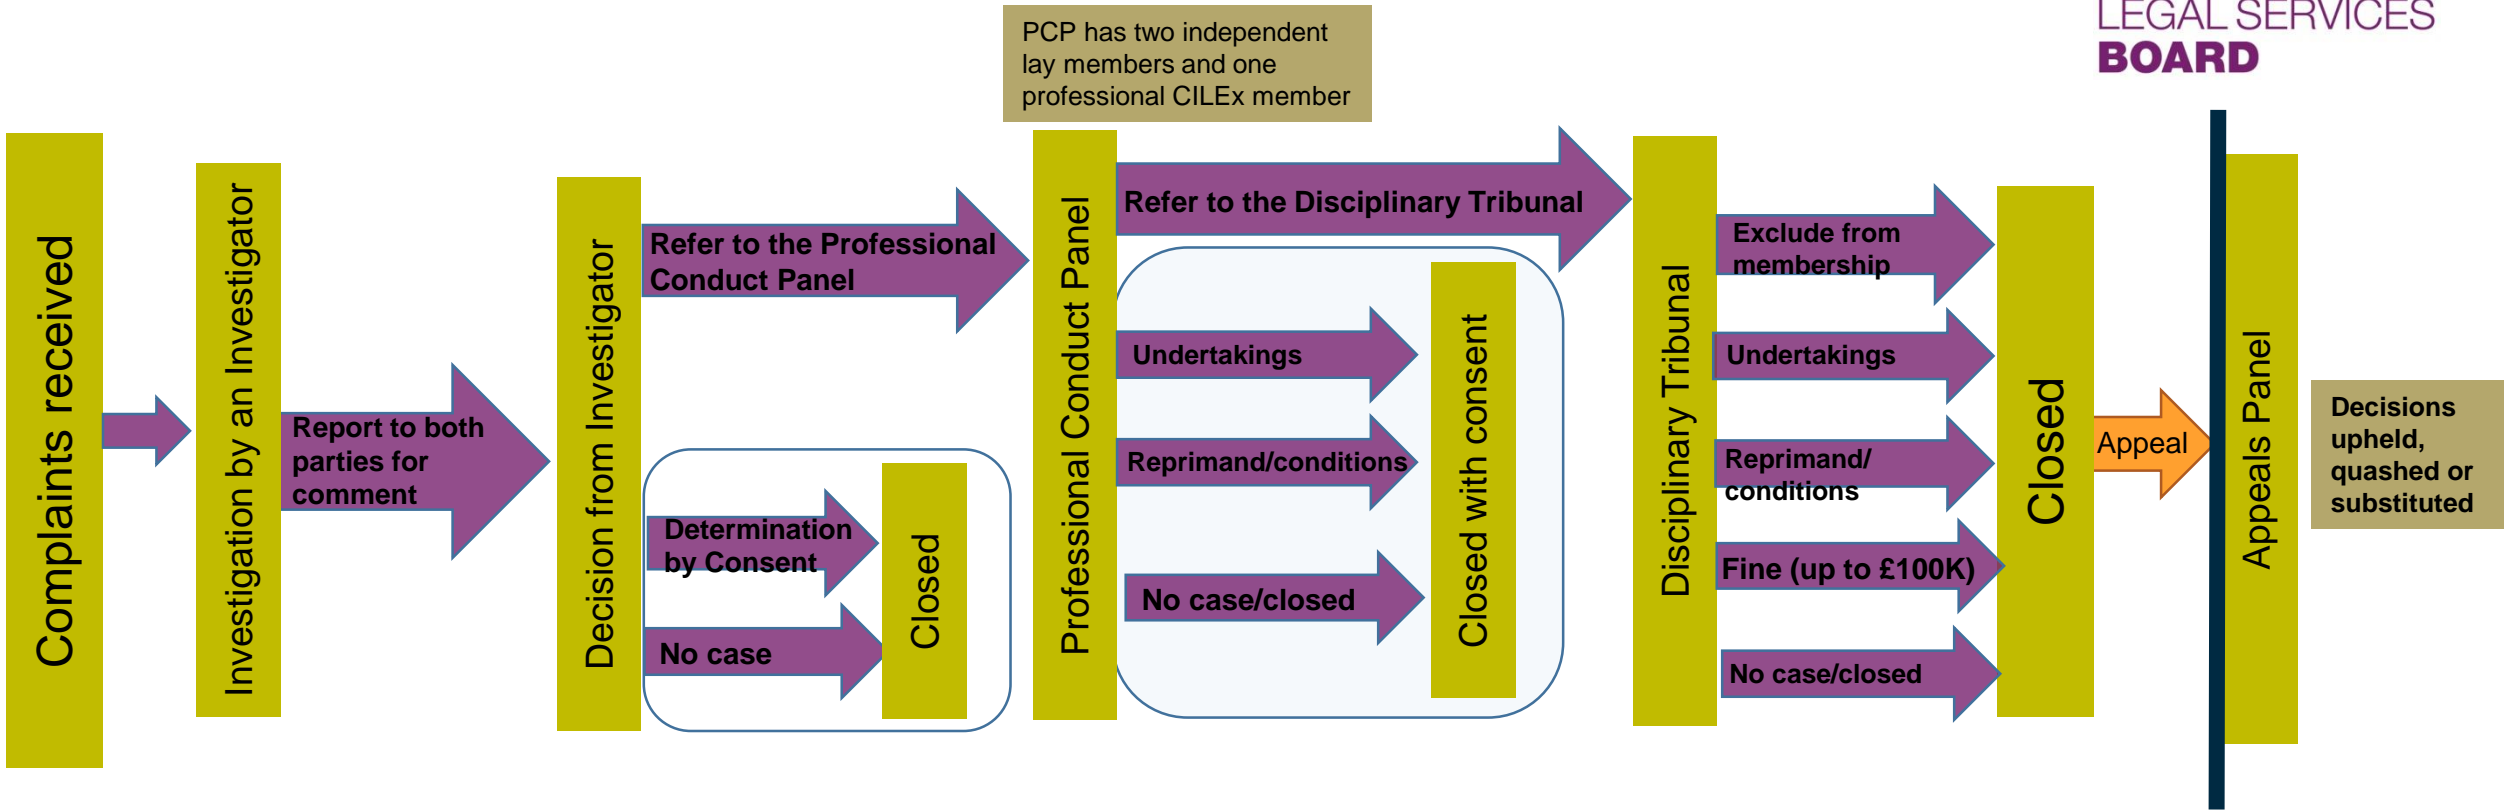 LEGAL SERVICES
BOARD
PCP has two independent
lay members and one
professional CILEx member
Complaints received
Investigation by an Investigator
Report to both
parties for
comment
Decision from Investigator
Refer to the Professional
Conduct Panel
Determination
by Consent
No case
Closed
Professional Conduct Panel
Refer to the Disciplinary Tribunal
Undertakings
Reprimand/conditions
No case/closed
Closed with consent
Disciplinary Tribunal
Exclude from
membership
Undertakings
Reprimand/
conditions
Fine (up to £100K)
No case/closed
Closed
Appeal
Appeals Panel
Decisions
upheld,
quashed or
substituted